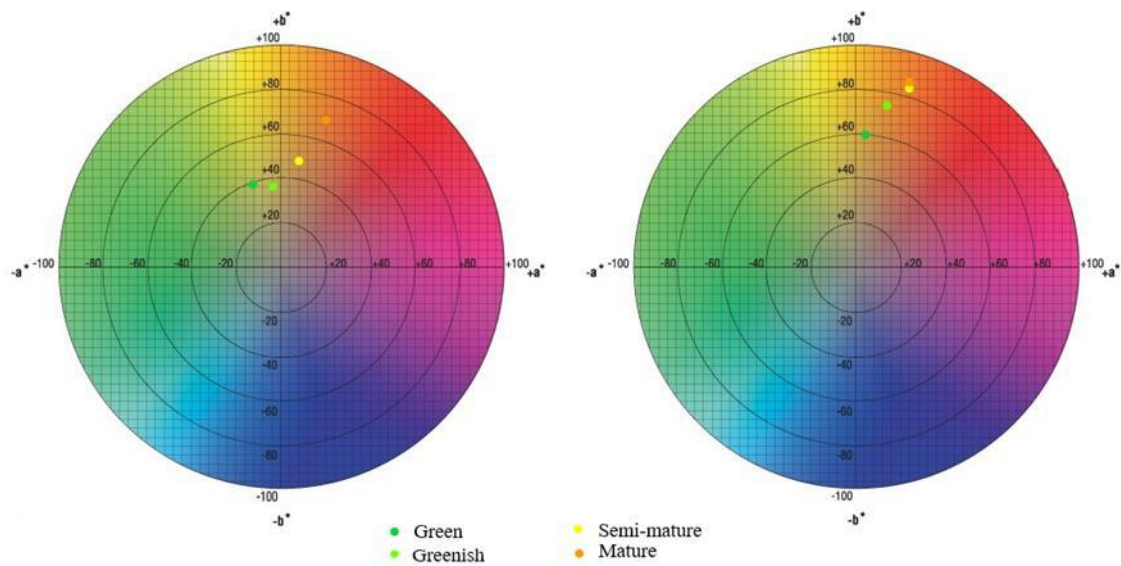 +b* +b*
+100 +100
+80 +80
+60 +60
+40 +40
+20 +20
-a* -100 -80 -60 -40 -20 +20 +40 +60 +80 +100 +a* -a* -100 -80 -60 -40 -20 +20 +40 +60 +80 +100 +a*
-20 -20
-40 -40
-60 -60
-80 -80
-100 -100
-b* -b*
Green Semi-mature
Greenish Mature